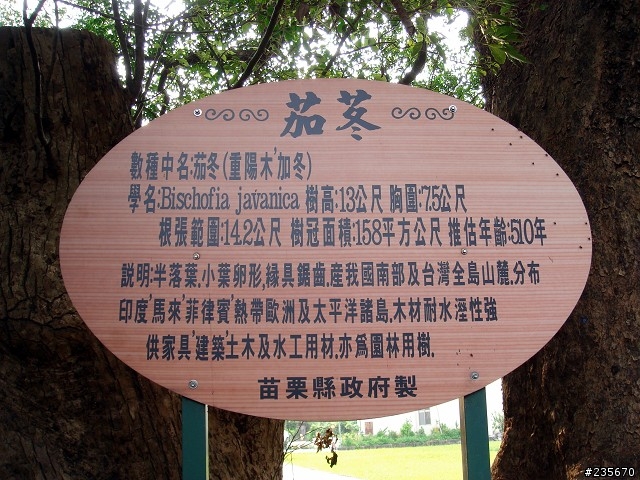 茄苳
數種中名:茄冬(重陽木'加冬)
學名:Bischofia javanica 樹高:13公尺 胸圍:7.5公尺
根張範圍:14.2公尺 樹冠面積:158平方公尺 推估年齡:510年
說明:半落葉.小葉卵形,緣具鋸齒.產我國南部及台灣全島山麓.分布
印度'馬來'菲律賓'熱帶歐洲及太平洋諸島.木材耐水溼性強
供家具'建築'土木及水工用材.亦為園林用樹.
苗栗縣政府製
#235670